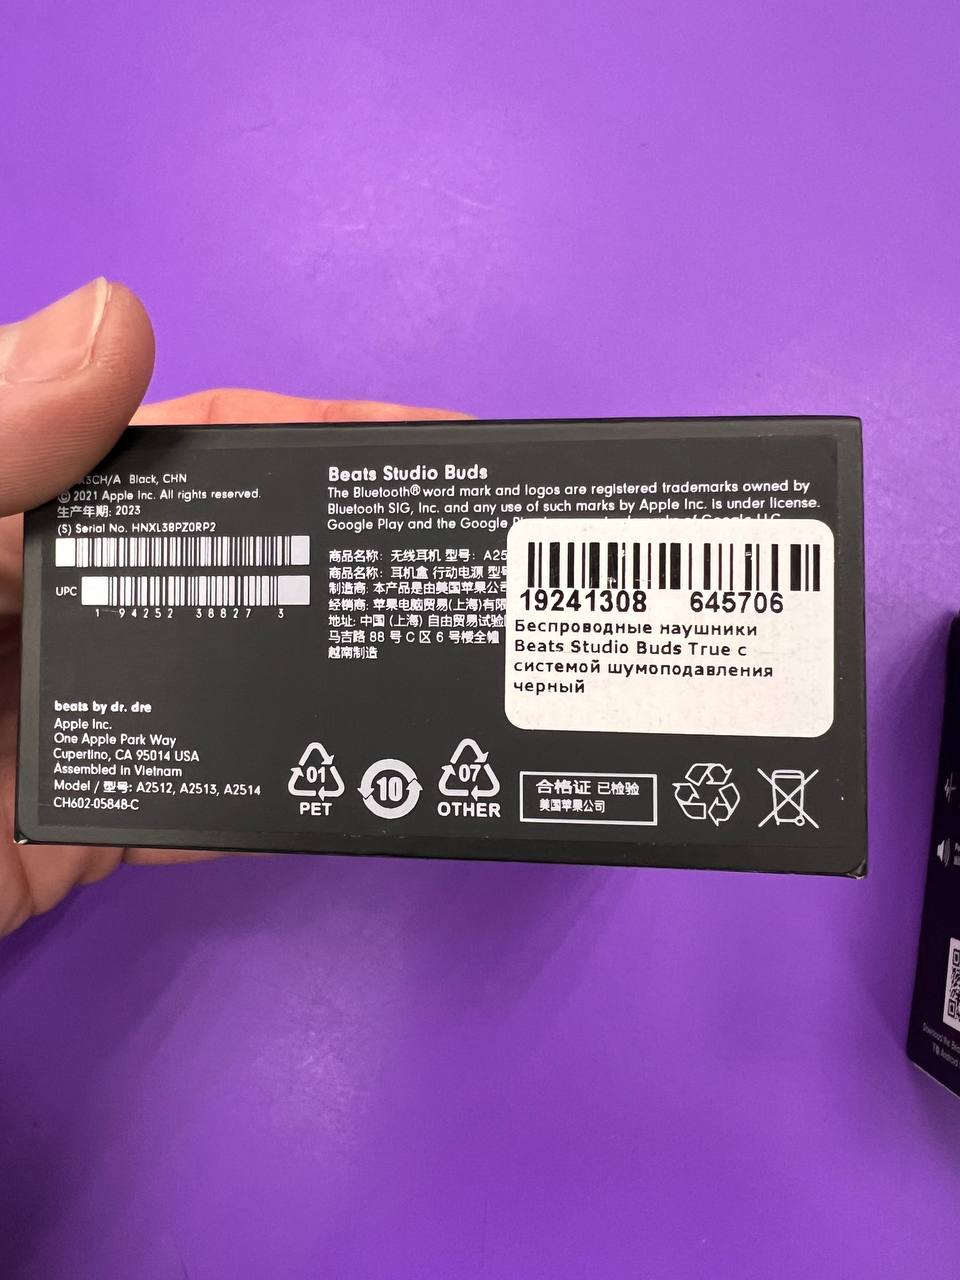 Black, CHN
© 2021 Apple Inc. All rights reserved.
生产年期: 2023
(S) Serial No. HNXL38PZ0RP2
UPC
1 94252 38827 3
Beats Studio Buds
The Bluetooth® word mark and logos are registered trademarks owned by
Bluetooth SIG, Inc. and any use of such marks by Apple Inc. is under license.
Google Play and the Google
商品名称: 无线耳机 型号: A25
商品名称: 耳机盒 行动电源 型号
制造商: 本产品是由美国苹果公司
经销商: 苹果电脑贸易(上海)有限
地址: 中国 (上海) 自由贸易试验
马吉路 88 号 C 区 6 号楼全幢
越南制造
19241308 645706
Беспроводные наушники
Beats Studio Buds True с
системой шумоподавления
черный
beats by dr. dre
Apple Inc.
One Apple Park Way
Cupertino, CA 95014 USA
Assembled in Vietnam
Model / 型号: A2512, A2513, A2514
CH602-05848-C
01
PET
10
07
OTHER
合格证 已检验
美国苹果公司